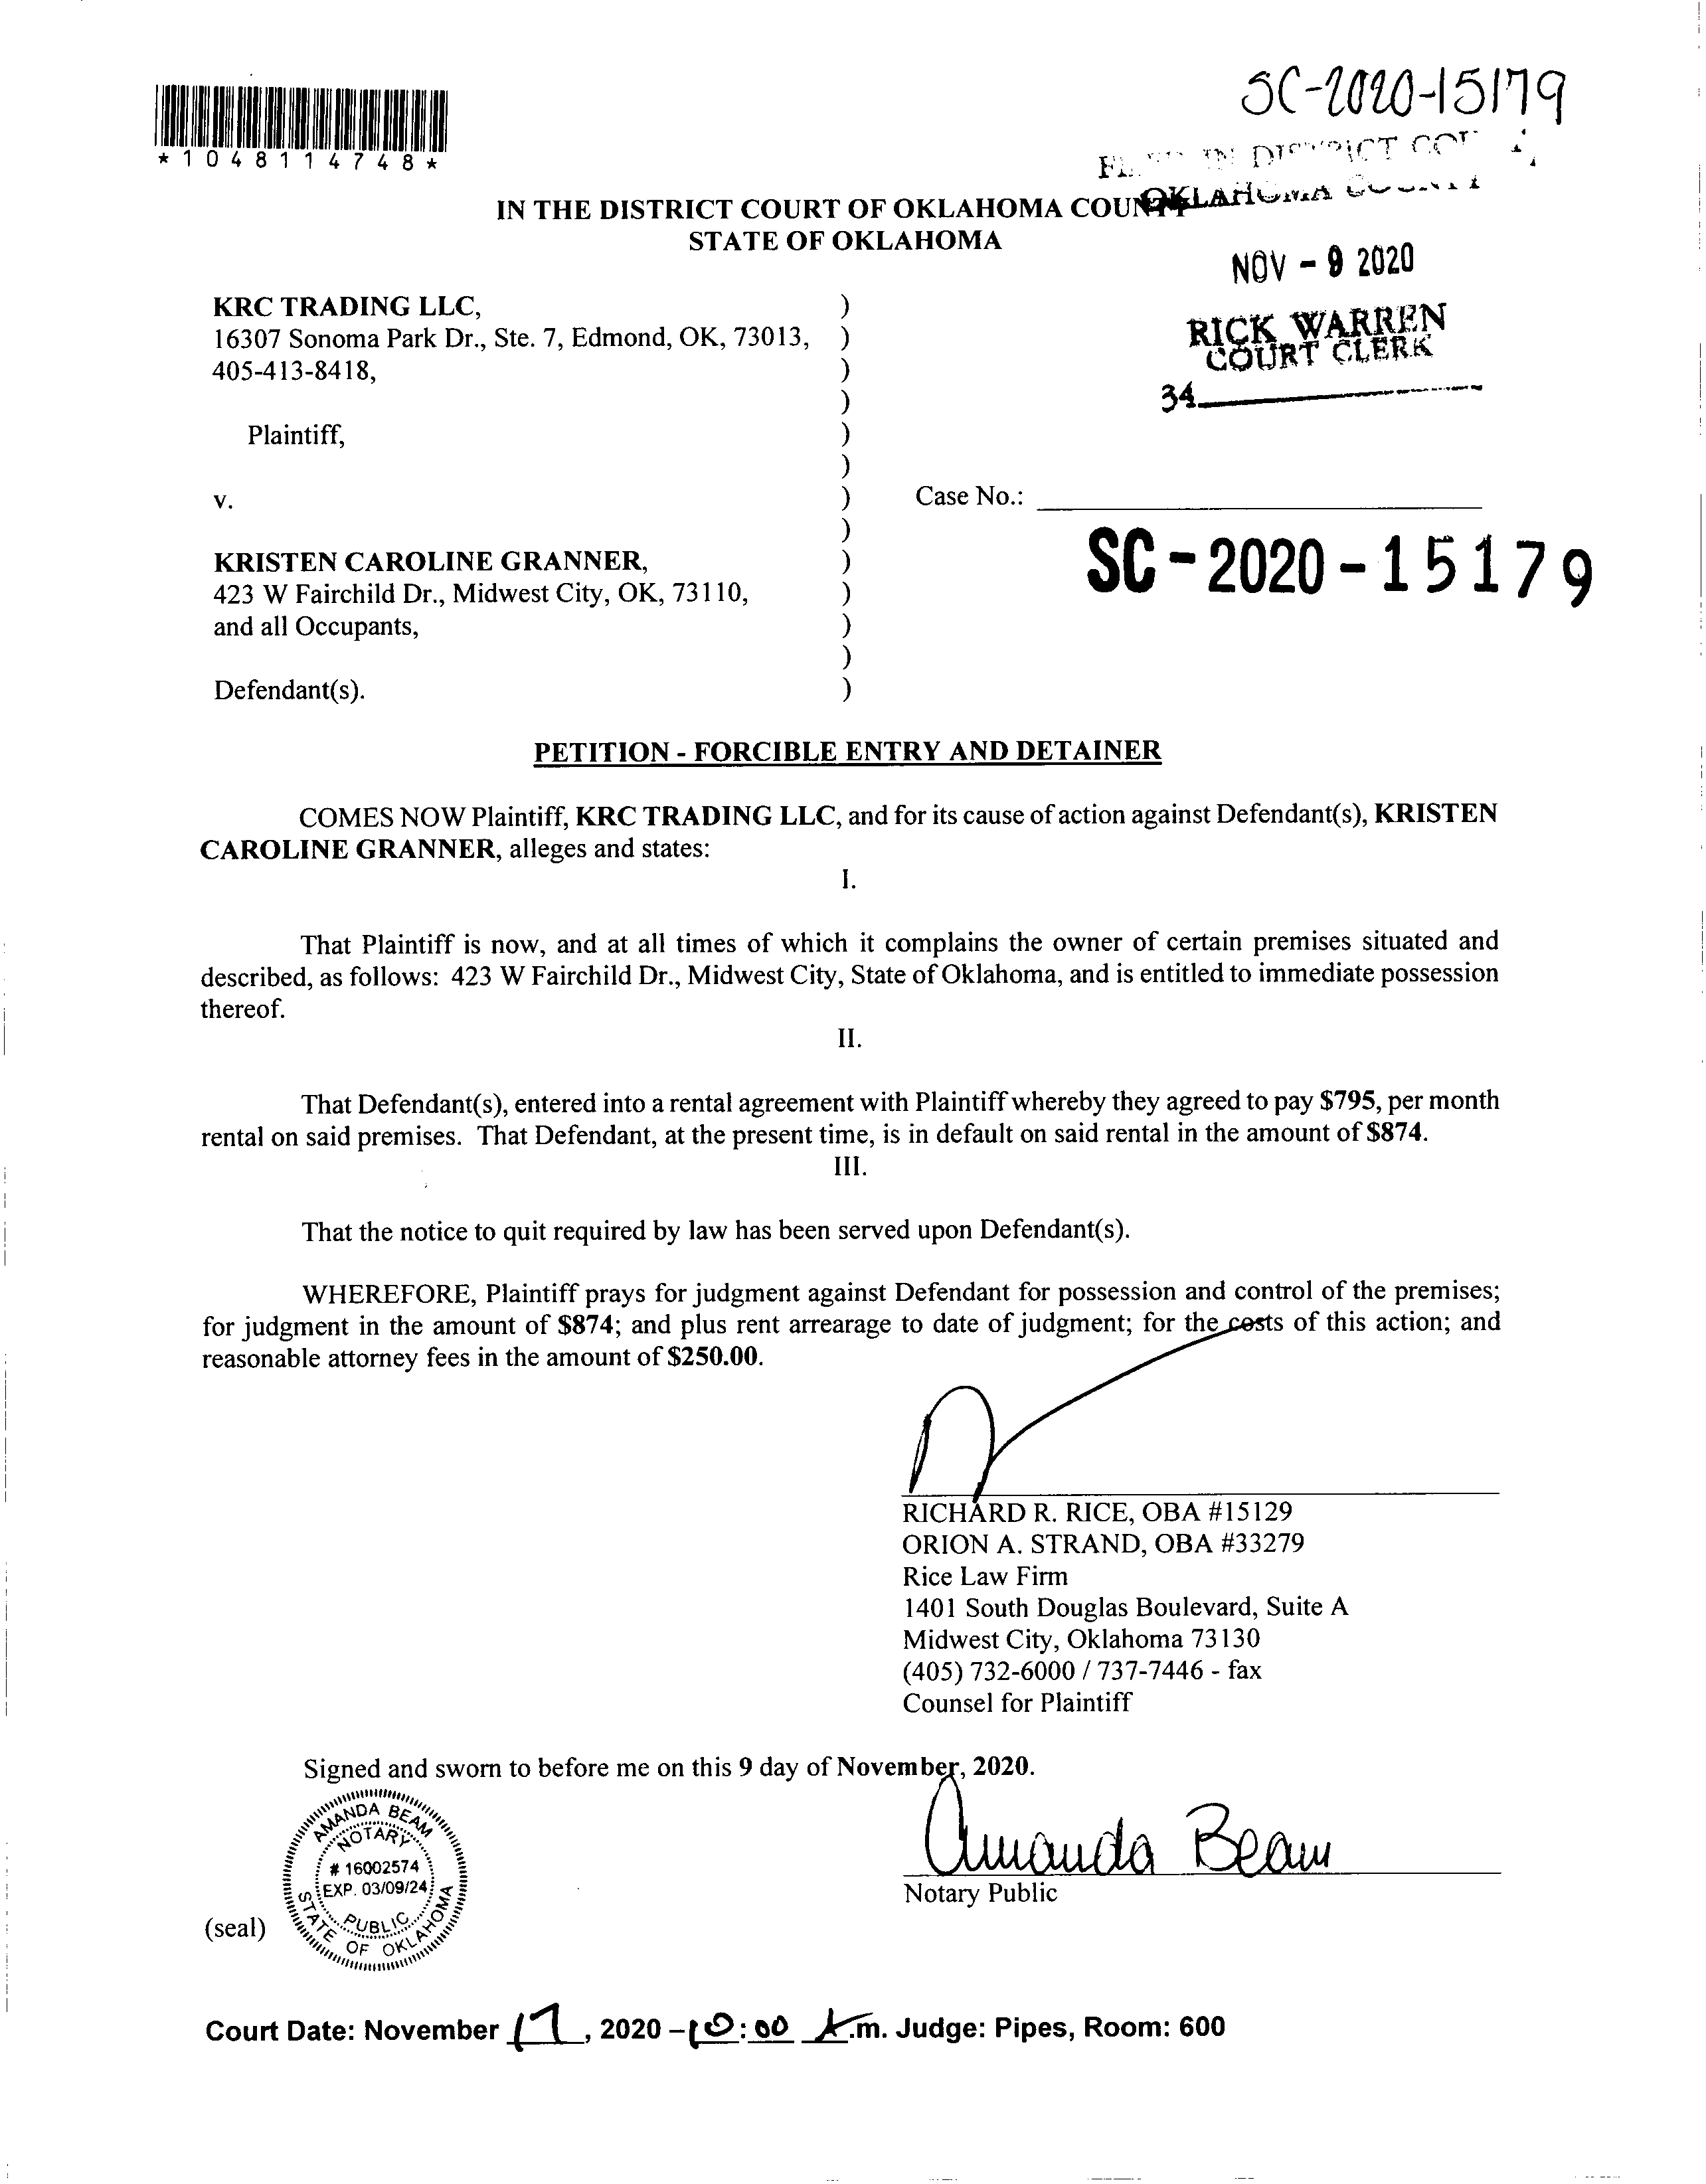 SC-2020-15179
*1048114748*
IN DISTRICT
OKLAHOMA COUNTY
IN THE DISTRICT COURT OF OKLAHOMA COUNTY
STATE OF OKLAHOMA
NOV - 9 2020
RICK WARREN
COURT CLERK
34
KRC TRADING LLC, )
16307 Sonoma Park Dr., Ste. 7, Edmond, OK, 73013, )
405-413-8418, )
)
Plaintiff, )
)
v. ) Case No.:
)
SC-2020-15179
KRISTEN CAROLINE GRANNER, )
423 W Fairchild Dr., Midwest City, OK, 73110, )
and all Occupants, )
)
Defendant(s). )
PETITION - FORCIBLE ENTRY AND DETAINER
COMES NOW Plaintiff, KRC TRADING LLC, and for its cause of action against Defendant(s), KRISTEN
CAROLINE GRANNER, alleges and states:
I.
That Plaintiff is now, and at all times of which it complains the owner of certain premises situated and
described, as follows: 423 W Fairchild Dr., Midwest City, State of Oklahoma, and is entitled to immediate possession
thereof.
II.
That Defendant(s), entered into a rental agreement with Plaintiff whereby they agreed to pay $795, per month
rental on said premises. That Defendant, at the present time, is in default on said rental in the amount of $874.
III.
That the notice to quit required by law has been served upon Defendant(s).
WHEREFORE, Plaintiff prays for judgment against Defendant for possession and control of the premises;
for judgment in the amount of $874; and plus rent arrearage to date of judgment; for the costs of this action; and
reasonable attorney fees in the amount of $250.00.
RICHARD R. RICE, OBA #15129
ORION A. STRAND, OBA #33279
Rice Law Firm
1401 South Douglas Boulevard, Suite A
Midwest City, Oklahoma 73130
(405) 732-6000 / 737-7446 - fax
Counsel for Plaintiff
Signed and sworn to before me on this 9 day of November, 2020.
Amanda Beam
Notary Public
(seal)
AMANDA BEAM
NOTARY
# 16002574
EXP. 03/09/24
PUBLIC
STATE OF OKLAHOMA
Court Date: November 17, 2020 - 10:00 A.m. Judge: Pipes, Room: 600